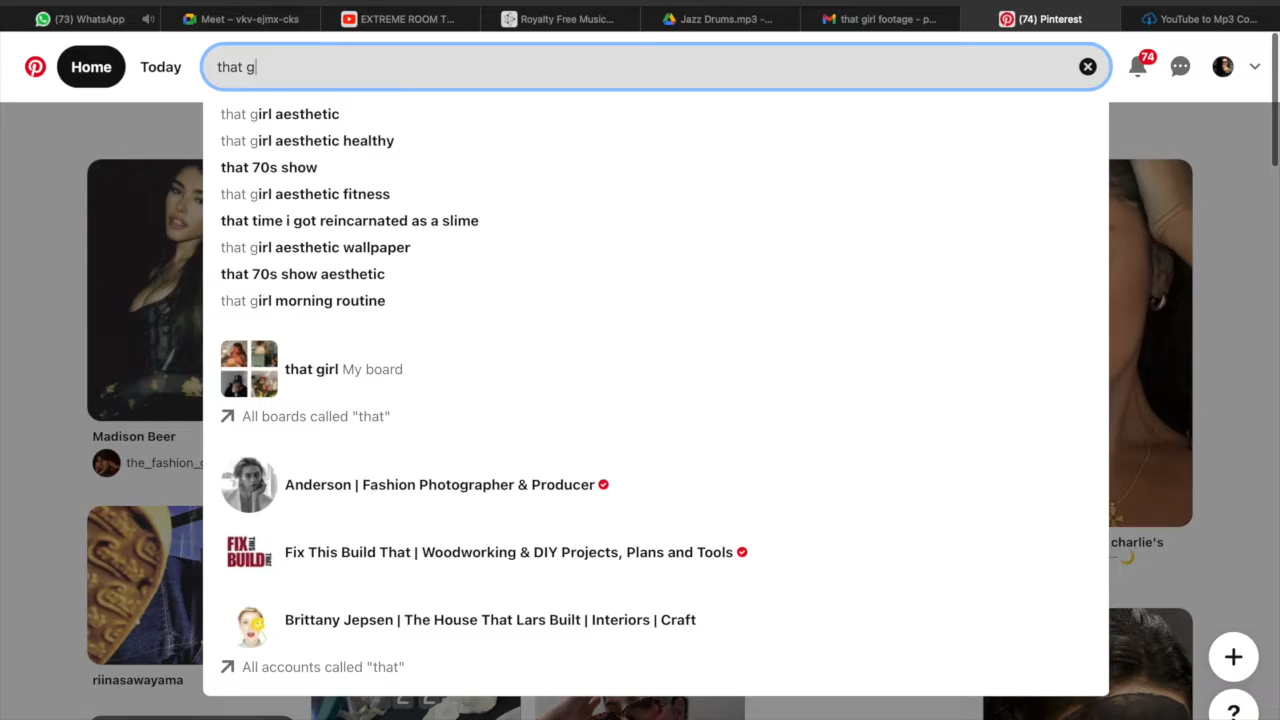 (73) WhatsApp
Meet – vkv-ejmx-cks
EXTREME ROOM T...
Royalty Free Music...
Jazz Drums.mp3 -...
that girl footage - p...
(74) Pinterest
YouTube to Mp3 Co...
Home
Today
that g
74
that girl aesthetic
that girl aesthetic healthy
that 70s show
that girl aesthetic fitness
that time i got reincarnated as a slime
that girl aesthetic wallpaper
that 70s show aesthetic
that girl morning routine
that girl My board
All boards called "that"
Anderson | Fashion Photographer & Producer
FIX THIS
BUILD THAT
Fix This Build That | Woodworking & DIY Projects, Plans and Tools
Brittany Jepsen | The House That Lars Built | Interiors | Craft
All accounts called "that"
Madison Beer
the_fashion_g
riinasawayama
charlie's
+
?